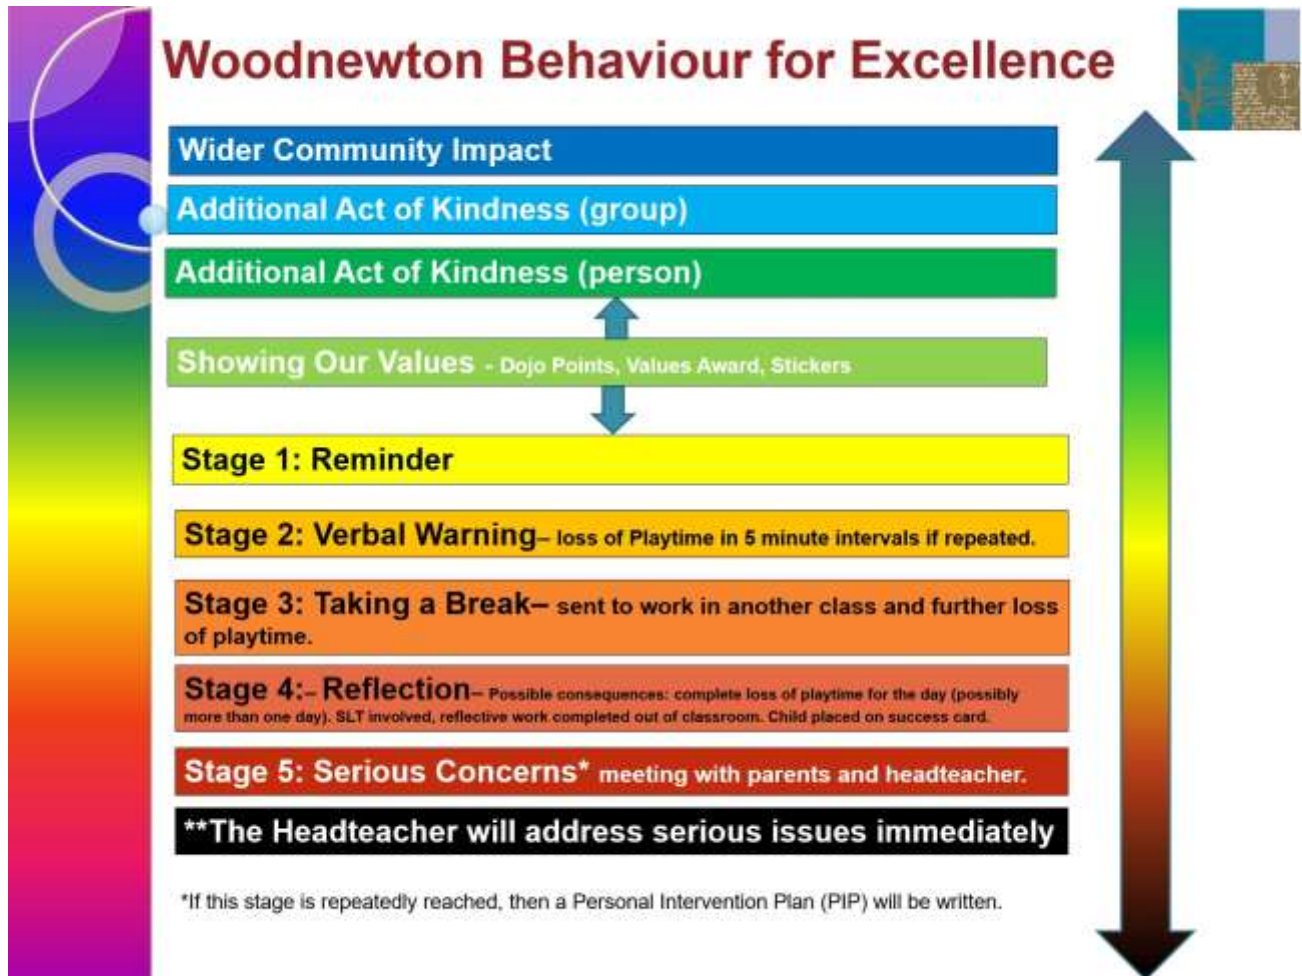 Woodnewton Behaviour for Excellence
Wider Community Impact
Additional Act of Kindness (group)
Additional Act of Kindness (person)
Showing Our Values - Dojo Points, Values Award, Stickers
Stage 1: Reminder
Stage 2: Verbal Warning– loss of Playtime in 5 minute intervals if repeated.
Stage 3: Taking a Break– sent to work in another class and further loss
of playtime.
Stage 4:– Reflection– Possible consequences: complete loss of playtime for the day (possibly
more than one day). SLT involved, reflective work completed out of classroom. Child placed on success card.
Stage 5: Serious Concerns* meeting with parents and headteacher.
**The Headteacher will address serious issues immediately
*If this stage is repeatedly reached, then a Personal Intervention Plan (PIP) will be written.